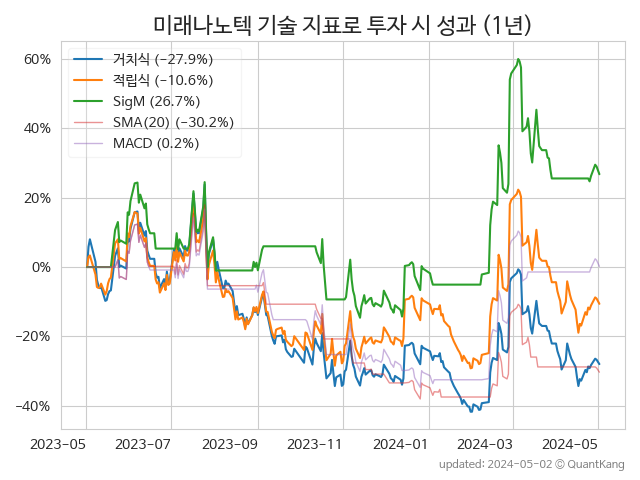 미래나노텍 기술 지표로 투자 시 성과 (1년)
60%
40%
20%
0%
−20%
−40%
거치식 (−27.9%)
적립식 (−10.6%)
SigM (26.7%)
SMA(20) (−30.2%)
MACD (0.2%)
2023-05
2023-07
2023-09
2023-11
2024-01
2024-03
2024-05
updated: 2024-05-02 © QuantKang